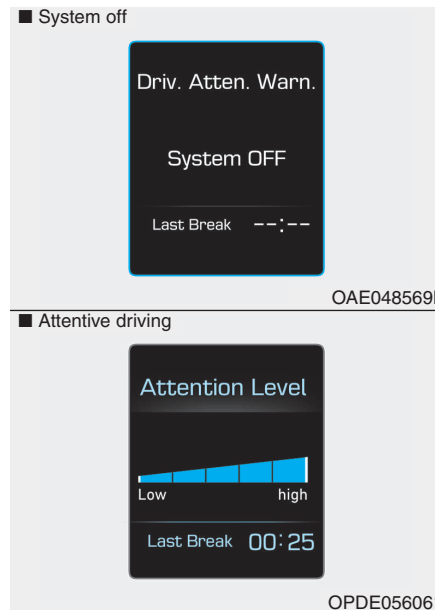 ■ System off
Driv. Atten. Warn.
System OFF
Last Break --:--
OAE048569
■ Attentive driving
Attention Level
Low high
Last Break 00:25
OPDE05606